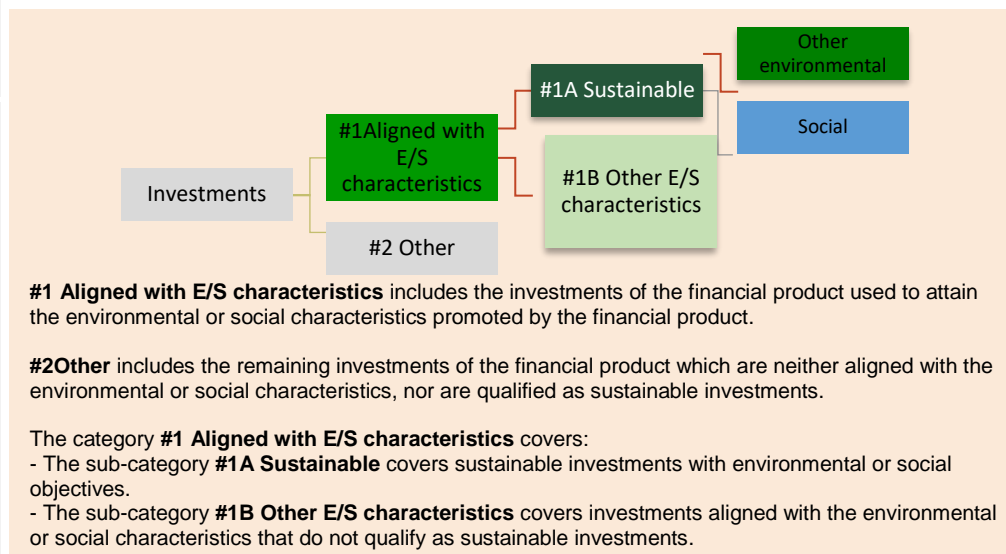 Other
environmental
#1A Sustainable
Social
#1Aligned with
E/S
characteristics
#1B Other E/S
characteristics
Investments
#2 Other
#1 Aligned with E/S characteristics includes the investments of the financial product used to attain
the environmental or social characteristics promoted by the financial product.
#2Other includes the remaining investments of the financial product which are neither aligned with the
environmental or social characteristics, nor are qualified as sustainable investments.
The category #1 Aligned with E/S characteristics covers:
- The sub-category #1A Sustainable covers sustainable investments with environmental or social
objectives.
- The sub-category #1B Other E/S characteristics covers investments aligned with the environmental
or social characteristics that do not qualify as sustainable investments.